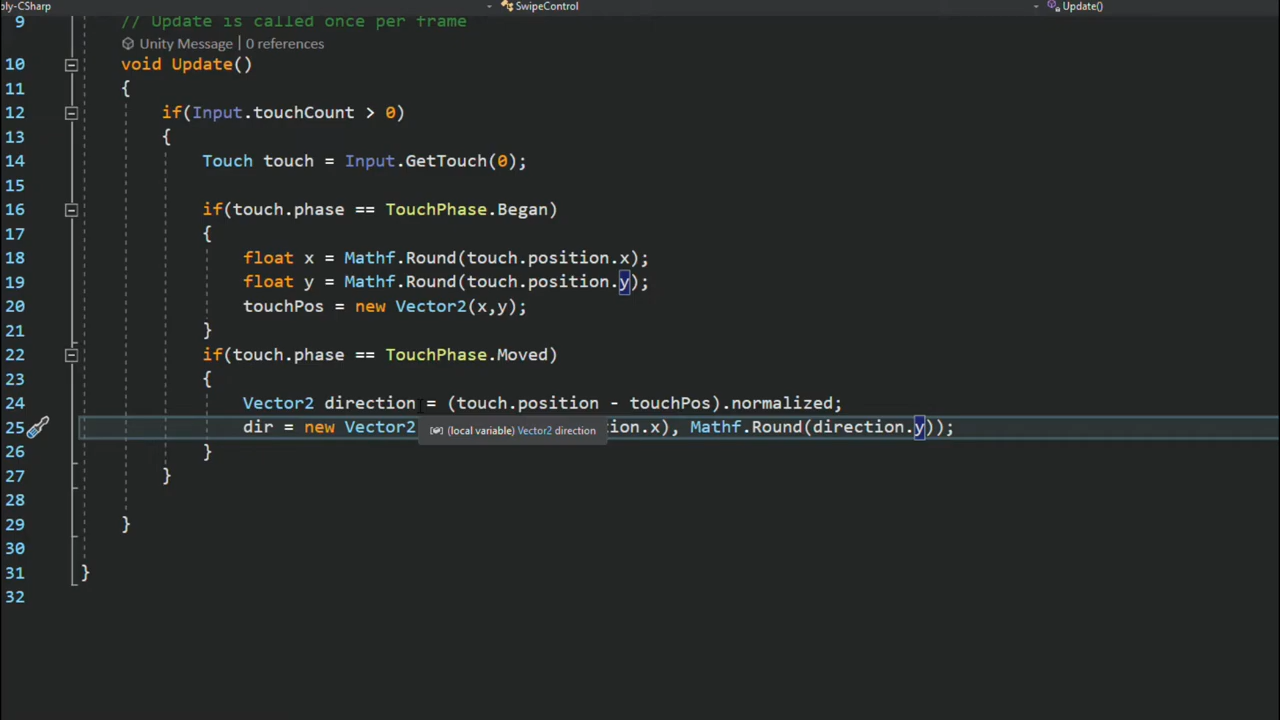 ply-CSharp SwipeControl Update()
9 // Update is called once per frame
Unity Message | 0 references
10 void Update()
11 {
12 if(Input.touchCount > 0)
13 {
14 Touch touch = Input.GetTouch(0);
15
16 if(touch.phase == TouchPhase.Began)
17 {
18 float x = Mathf.Round(touch.position.x);
19 float y = Mathf.Round(touch.position.y);
20 touchPos = new Vector2(x,y);
21 }
22 if(touch.phase == TouchPhase.Moved)
23 {
24 Vector2 direction = (touch.position - touchPos).normalized;
25 dir = new Vector2 ion.x), Mathf.Round(direction.y));
(local variable) Vector2 direction
26 }
27 }
28
29 }
30
31 }
32